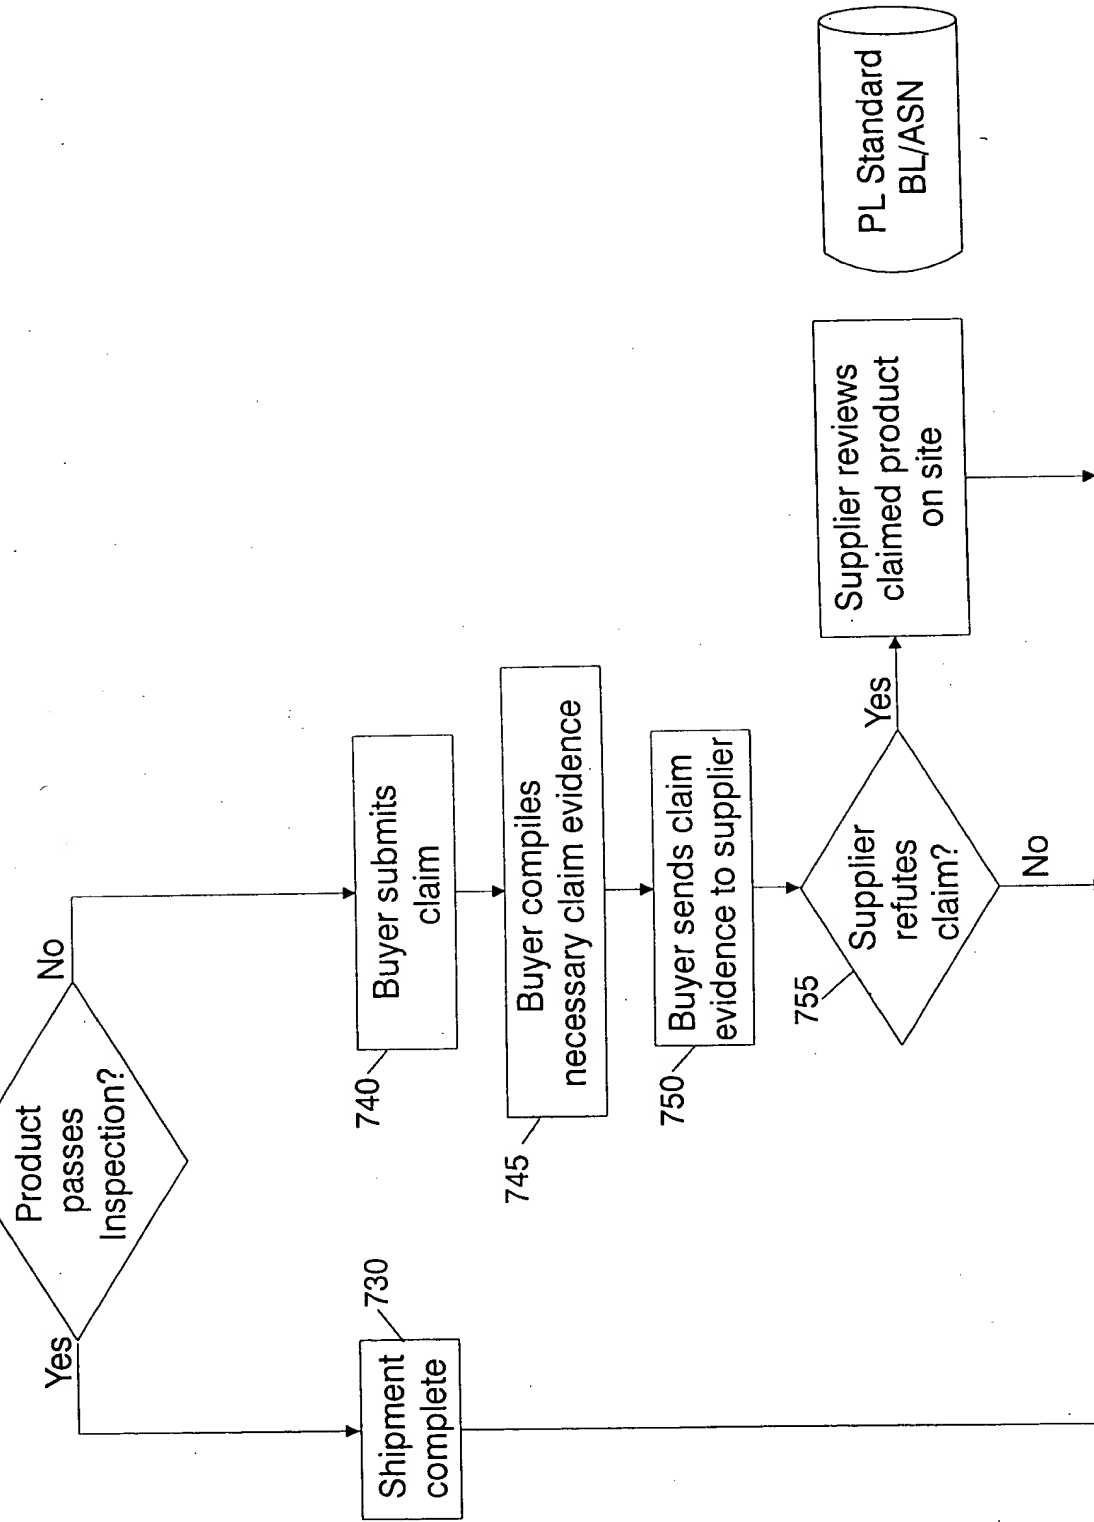 Product
passes
Inspection?
Yes
No
Shipment
complete
730
Buyer submits
claim
740
Buyer compiles
necessary claim evidence
745
Buyer sends claim
evidence to supplier
750
Supplier
refutes
claim?
755
Yes
No
Supplier reviews
claimed product
on site
PL Standard
BL/ASN